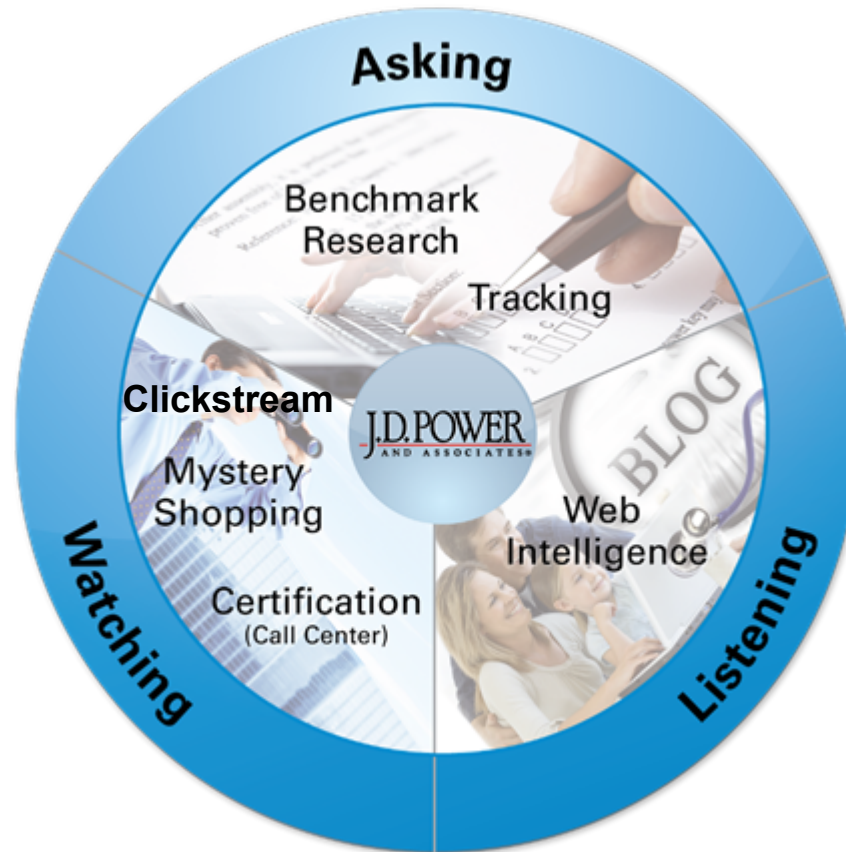 Asking
Benchmark
Research
Tracking
Clickstream
Mystery
Shopping
Certification
(Call Center)
Watching
J.D. POWER
AND ASSOCIATES®
BLOG
Web
Intelligence
Listening